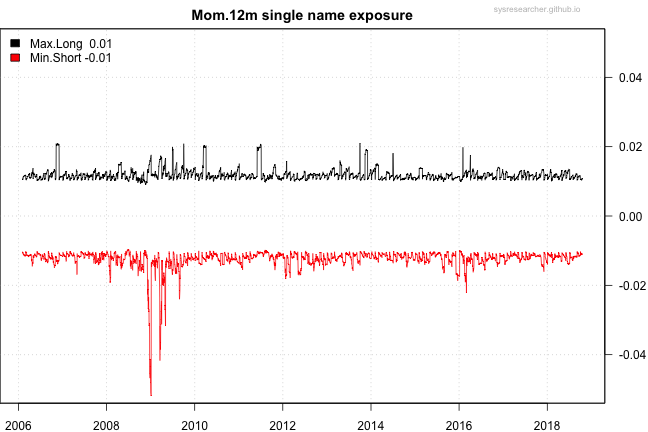 Mom.12m single name exposure
sysresearcher.github.io
Max.Long 0.01
Min.Short -0.01
0.04
0.02
0.00
-0.02
-0.04
2006 2008 2010 2012 2014 2016 2018